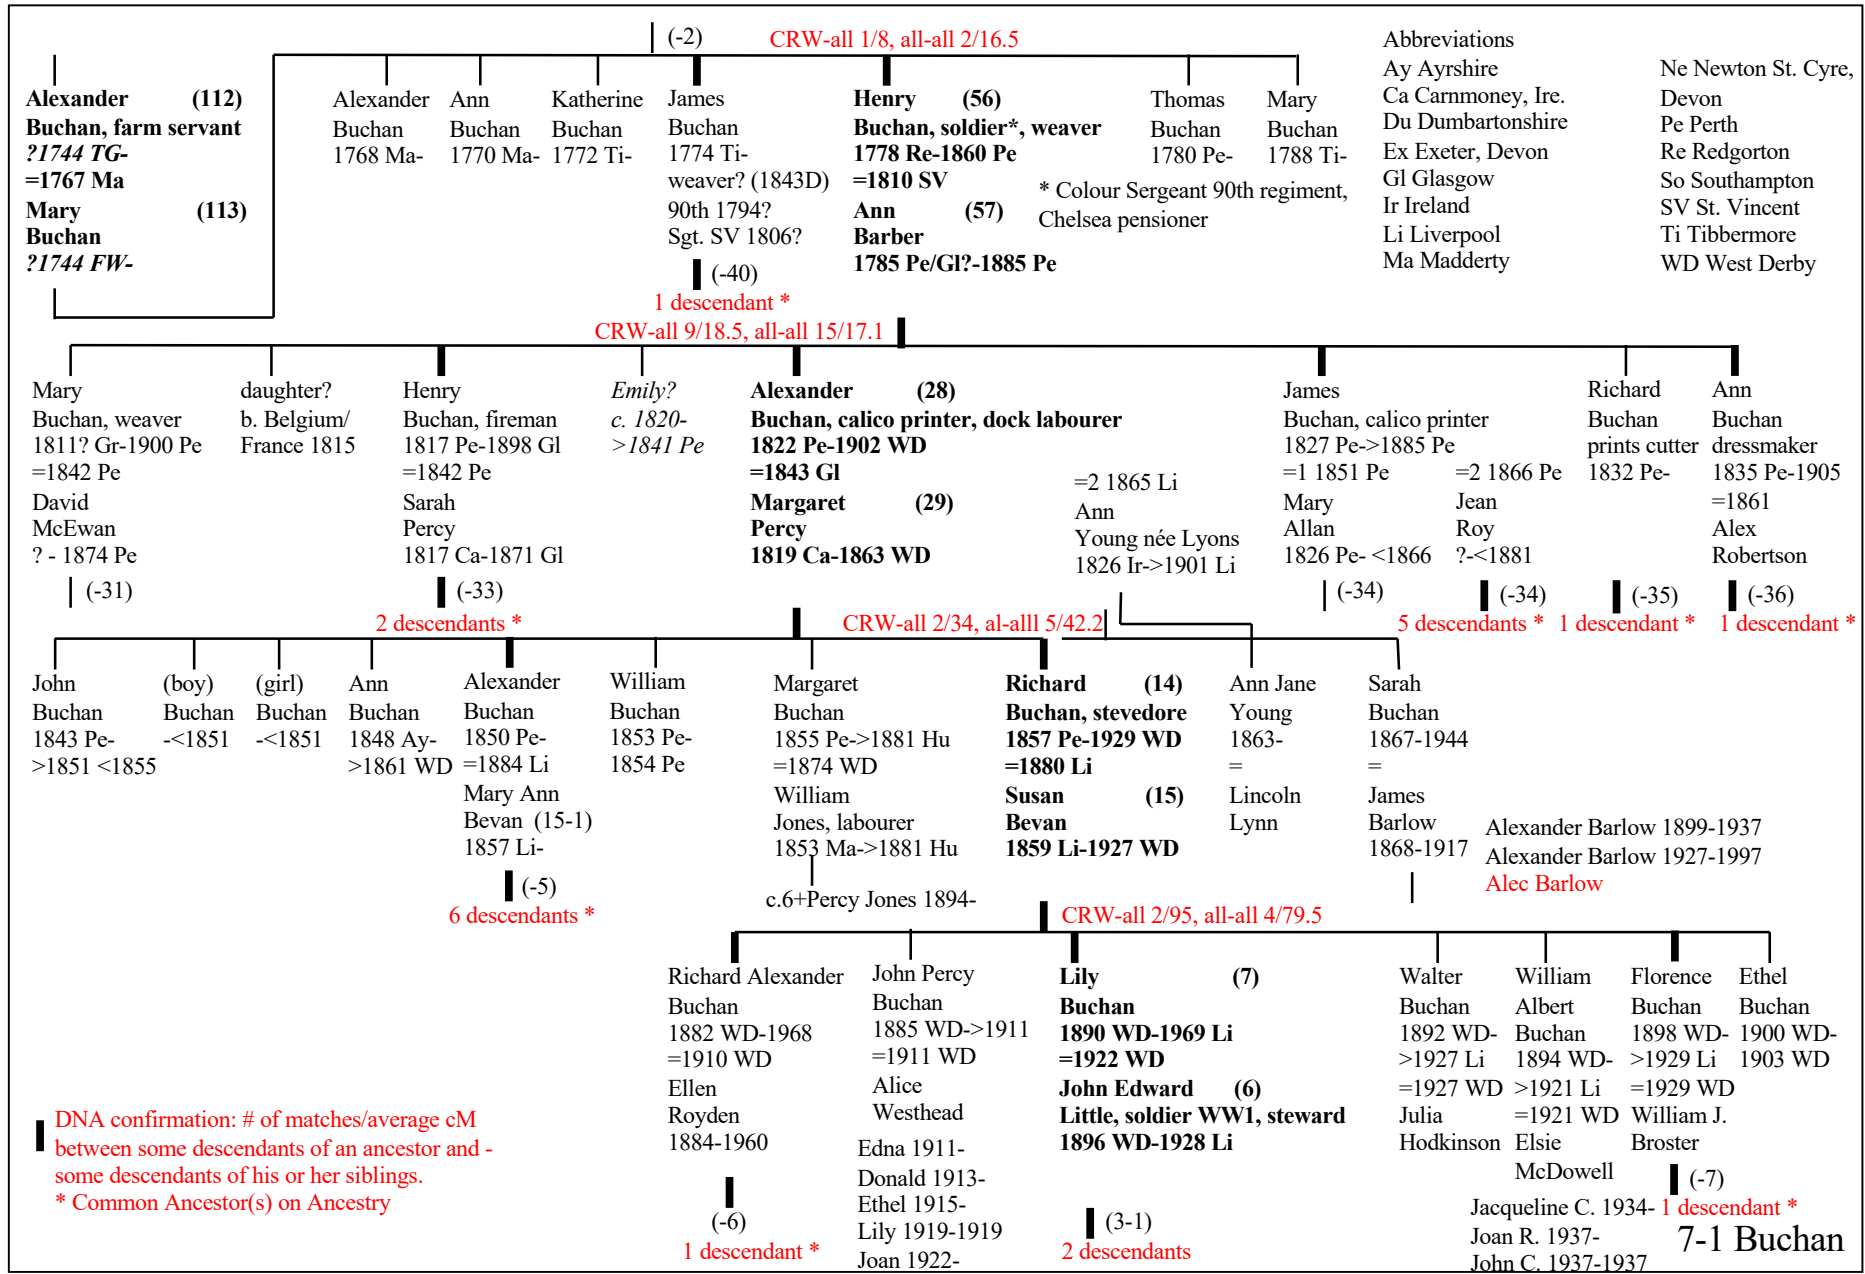 (-2)
CRW-all 1/8, all-all 2/16.5
Alexander (112)
Buchan, farm servant
?1744 TG-
=1767 Ma
Mary (113)
Buchan
?1744 FW-
Alexander
Buchan
1768 Ma-
Ann
Buchan
1770 Ma-
Katherine
Buchan
1772 Ti-
James
Buchan
1774 Ti-
weaver? (1843D)
90th 1794?
Sgt. SV 1806?
(-40)
1 descendant *
Henry (56)
Buchan, soldier*, weaver
1778 Re-1860 Pe
=1810 SV
Ann (57)
Barber
1785 Pe/Gl?-1885 Pe
* Colour Sergeant 90th regiment,
Chelsea pensioner
Thomas
Buchan
1780 Pe-
Mary
Buchan
1788 Ti-
Abbreviations
Ay Ayrshire
Ca Carnmoney, Ire.
Du Dumbartonshire
Ex Exeter, Devon
Gl Glasgow
Ir Ireland
Li Liverpool
Ma Madderty
Ne Newton St. Cyre,
Devon
Pe Perth
Re Redgorton
So Southampton
SV St. Vincent
Ti Tibbermore
WD West Derby
CRW-all 9/18.5, all-all 15/17.1
Mary
Buchan, weaver
1811? Gr-1900 Pe
=1842 Pe
David
McEwan
? - 1874 Pe
(-31)
daughter?
b. Belgium/
France 1815
Henry
Buchan, fireman
1817 Pe-1898 Gl
=1842 Pe
Sarah
Percy
1817 Ca-1871 Gl
(-33)
2 descendants *
Emily?
c. 1820-
>1841 Pe
Alexander (28)
Buchan, calico printer, dock labourer
1822 Pe-1902 WD
=1843 Gl
Margaret (29)
Percy
1819 Ca-1863 WD
=2 1865 Li
Ann
Young née Lyons
1826 Ir->1901 Li
James
Buchan, calico printer
1827 Pe->1885 Pe
=1 1851 Pe
Mary
Allan
1826 Pe- <1866
(-34)
=2 1866 Pe
Jean
Roy
?-<1881
(-34)
5 descendants *
Richard
Buchan
prints cutter
1832 Pe-
(-35)
1 descendant *
Ann
Buchan
dressmaker
1835 Pe-1905
=1861
Alex
Robertson
(-36)
1 descendant *
CRW-all 2/34, al-alll 5/42.2
John
Buchan
1843 Pe-
>1851 <1855
(boy)
Buchan
-<1851
(girl)
Buchan
-<1851
Ann
Buchan
1848 Ay-
>1861 WD
Alexander
Buchan
1850 Pe-
=1884 Li
Mary Ann
Bevan (15-1)
1857 Li-
(-5)
6 descendants *
William
Buchan
1853 Pe-
1854 Pe
Margaret
Buchan
1855 Pe->1881 Hu
=1874 WD
William
Jones, labourer
1853 Ma->1881 Hu
c.6+Percy Jones 1894-
Richard (14)
Buchan, stevedore
1857 Pe-1929 WD
=1880 Li
Susan (15)
Bevan
1859 Li-1927 WD
Ann Jane
Young
1863-
=
Lincoln
Lynn
Sarah
Buchan
1867-1944
=
James
Barlow
1868-1917
Alexander Barlow 1899-1937
Alexander Barlow 1927-1997
Alec Barlow
CRW-all 2/95, all-all 4/79.5
Richard Alexander
Buchan
1882 WD-1968
=1910 WD
Ellen
Royden
1884-1960
(-6)
1 descendant *
John Percy
Buchan
1885 WD->1911
=1911 WD
Alice
Westhead
Edna 1911-
Donald 1913-
Ethel 1915-
Lily 1919-1919
Joan 1922-
Lily (7)
Buchan
1890 WD-1969 Li
=1922 WD
John Edward (6)
Little, soldier WW1, steward
1896 WD-1928 Li
(3-1)
2 descendants
Walter
Buchan
1892 WD-
>1927 Li
=1927 WD
Julia
Hodkinson
William
Albert
Buchan
1894 WD-
>1921 Li
=1921 WD
Elsie
McDowell
Jacqueline C. 1934-
Joan R. 1937-
John C. 1937-1937
Florence
Buchan
1898 WD-
>1929 Li
=1929 WD
William J.
Broster
(-7)
1 descendant *
Ethel
Buchan
1900 WD-
1903 WD
DNA confirmation: # of matches/average cM
between some descendants of an ancestor and -
some descendants of his or her siblings.
* Common Ancestor(s) on Ancestry
7-1 Buchan